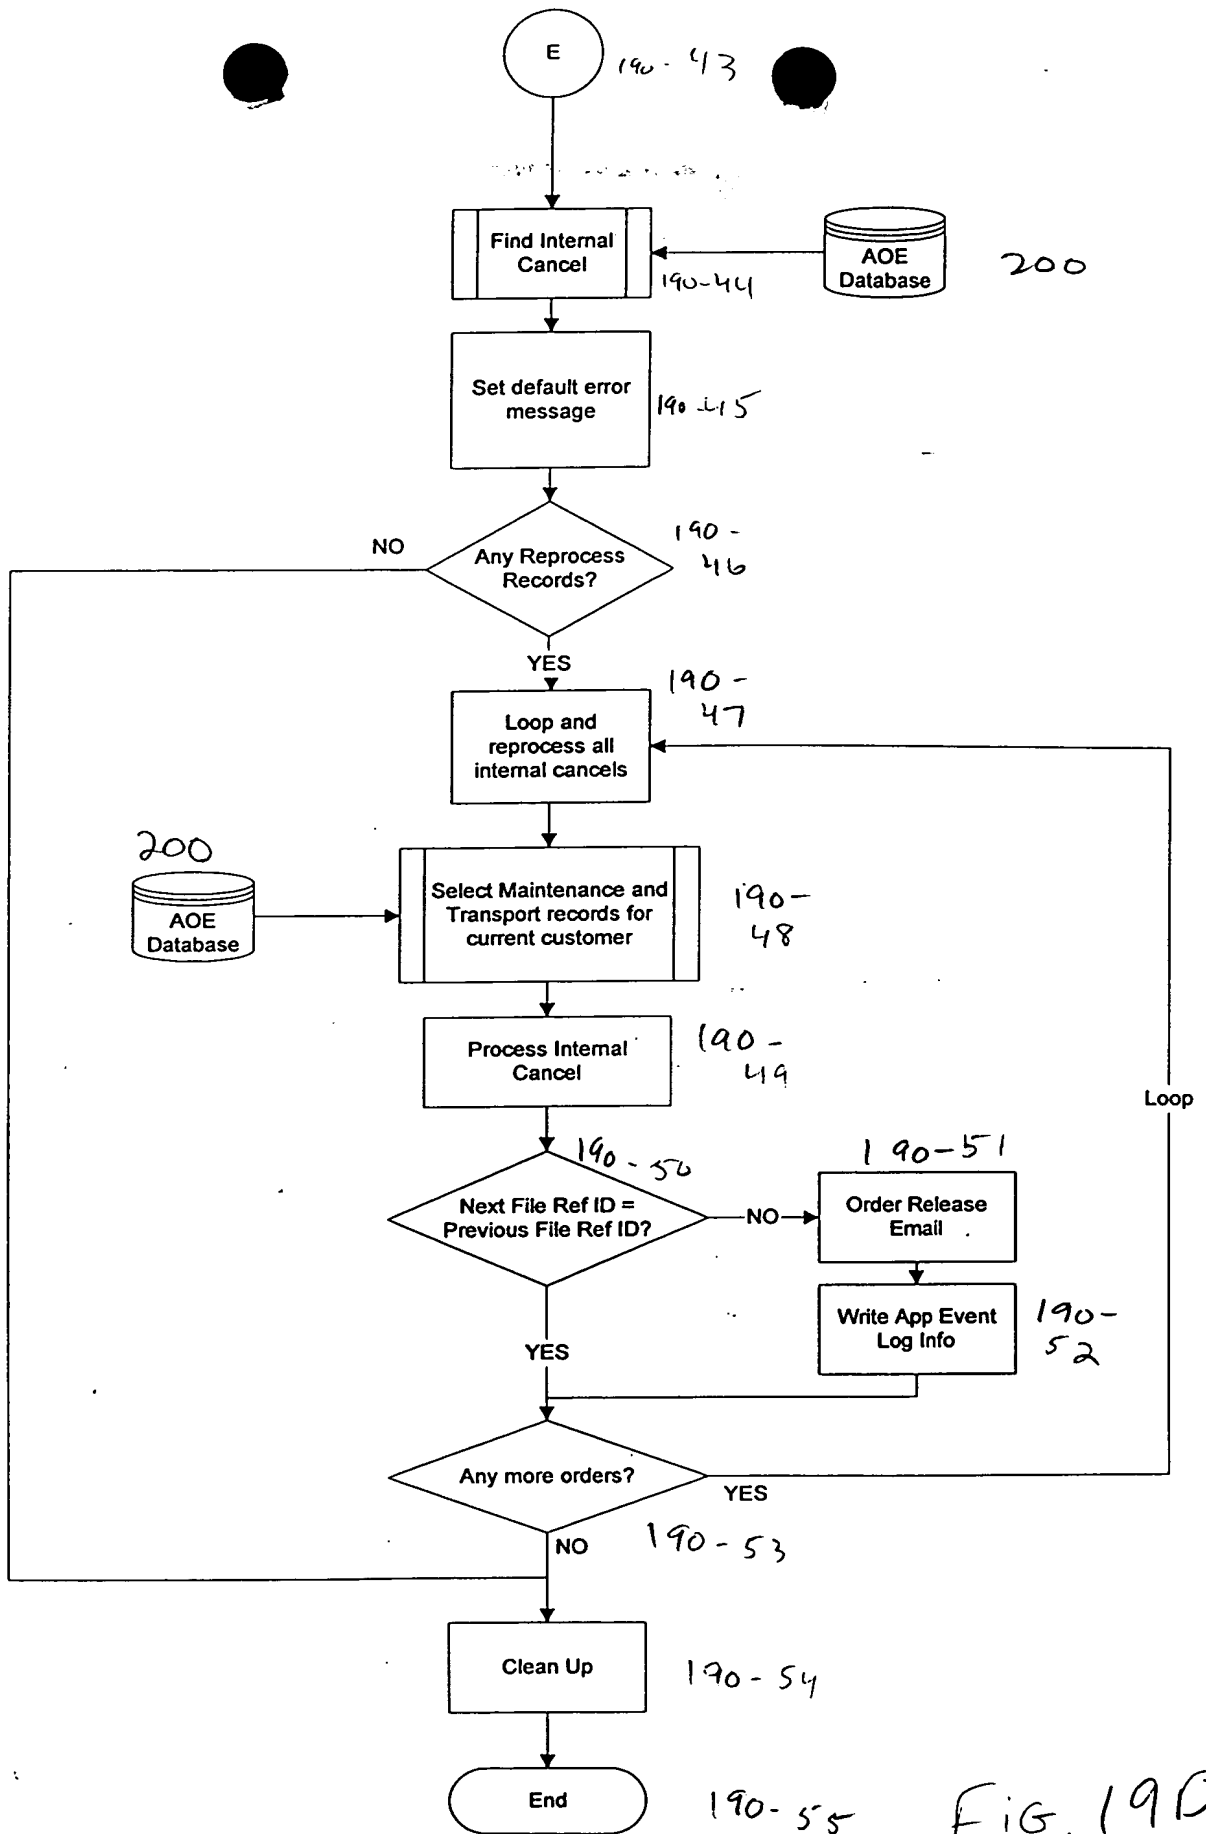 E
190-43
Find Internal
Cancel
190-44
AOE
Database
200
Set default error
message
190-45
NO
Any Reprocess
Records?
190-
46
YES
190-
47
Loop and
reprocess all
internal cancels
200
AOE
Database
Select Maintenance and
Transport records for
current customer
190-
48
Process Internal
Cancel
190-
49
Loop
190-50
Next File Ref ID =
Previous File Ref ID?
NO
190-51
Order Release
Email
Write App Event
Log Info
190-
52
YES
Any more orders?
YES
NO
190-53
Clean Up
190-54
End
190-55
FiG. 19D